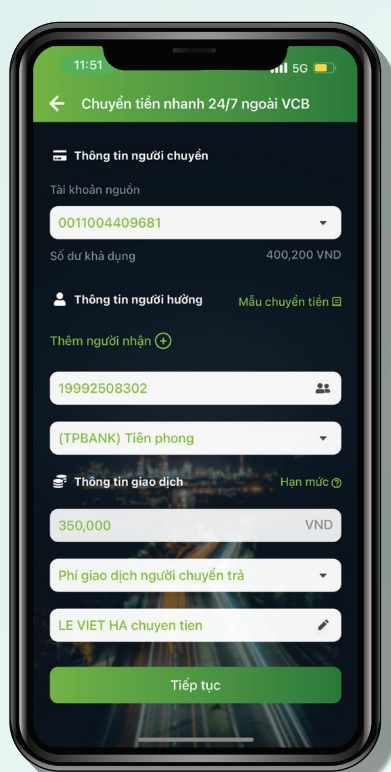 11:51
5G
Chuyển tiền nhanh 24/7 ngoài VCB
Thông tin người chuyển
Tài khoản nguồn
0011004409681
Số dư khả dụng 400,200 VND
Thông tin người hưởng Mẫu chuyển tiền
Thêm người nhận
19992508302
(TPBANK) Tiên phong
Thông tin giao dịch Hạn mức
350,000 VND
Phí giao dịch người chuyển trả
LE VIET HA chuyen tien
Tiếp tục